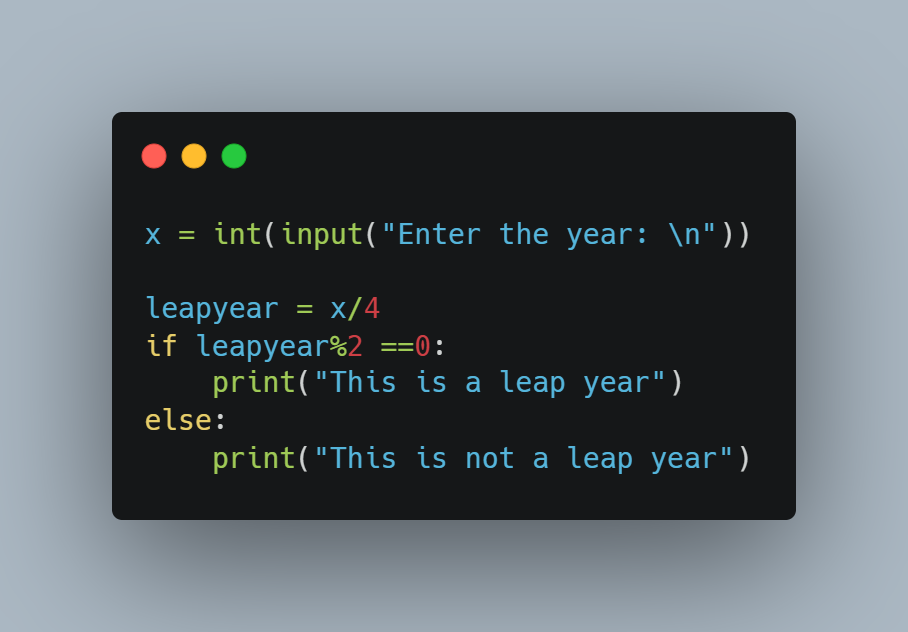 x = int(input("Enter the year: \n"))
leapyear = x/4
if leapyear%2 ==0:
    print("This is a leap year")
else:
    print("This is not a leap year")